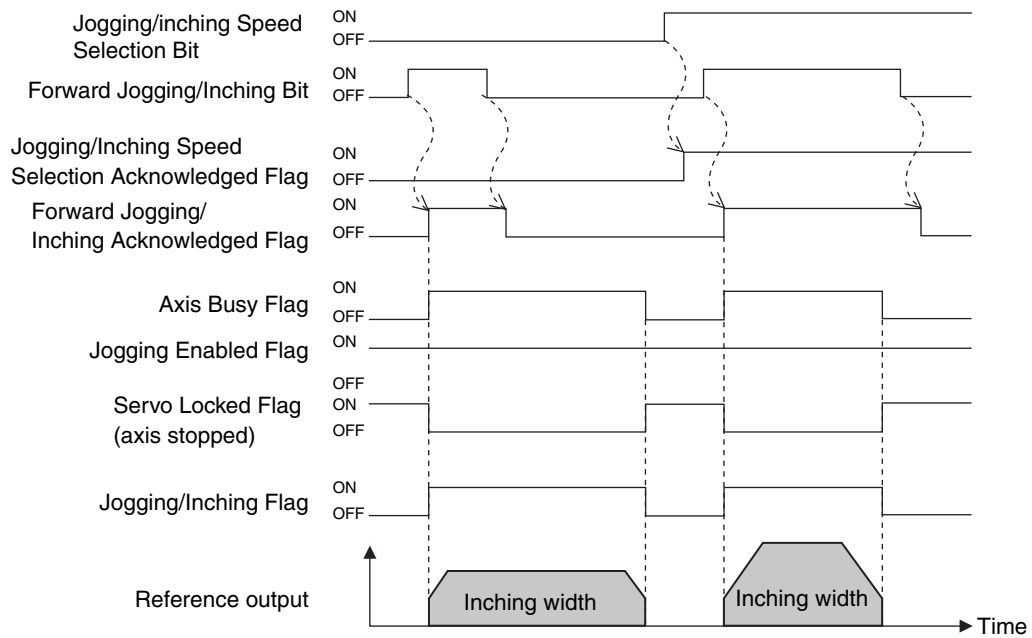 Jogging/inching Speed
Selection Bit
ON
OFF
Forward Jogging/Inching Bit
ON
OFF
Jogging/Inching Speed
Selection Acknowledged Flag
ON
OFF
Forward Jogging/
Inching Acknowledged Flag
ON
OFF
Axis Busy Flag
ON
OFF
Jogging Enabled Flag
ON
OFF
Servo Locked Flag
(axis stopped)
ON
OFF
Jogging/Inching Flag
ON
OFF
Reference output
Inching width
Inching width
Time